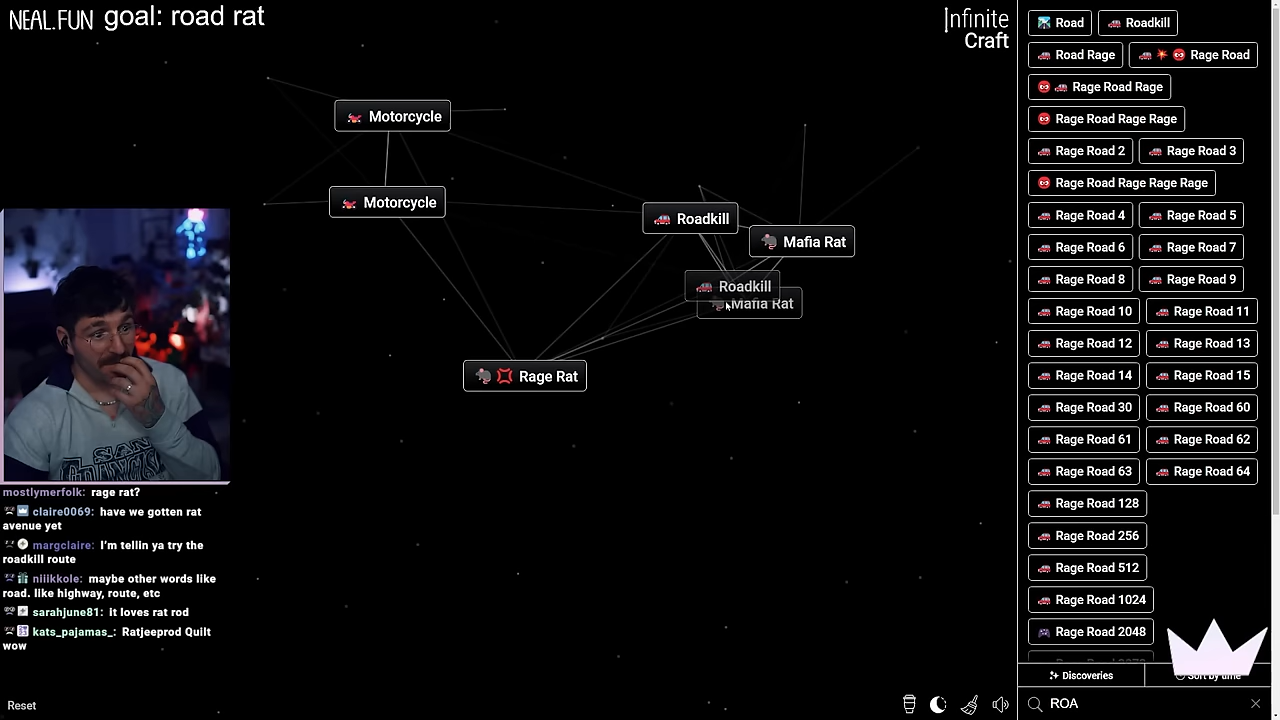 NEAL.FUN goal: road rat
Infinite
Craft
Motorcycle
Motorcycle
Roadkill
Mafia Rat
Roadkill
Mafia Rat
Rage Rat
SAN
mostlymerfolk: rage rat?
claire0069: have we gotten rat
avenue yet
margclaire: I'm tellin ya try the
roadkill route
niikkole: maybe other words like
road. like highway, route, etc
sarahjune81: it loves rat rod
kats_pajamas_: Ratjeeprod Quilt
wow
Reset
Road Roadkill
Road Rage Rage Road
Rage Road Rage
Rage Road Rage Rage
Rage Road 2 Rage Road 3
Rage Road Rage Rage Rage
Rage Road 4 Rage Road 5
Rage Road 6 Rage Road 7
Rage Road 8 Rage Road 9
Rage Road 10 Rage Road 11
Rage Road 12 Rage Road 13
Rage Road 14 Rage Road 15
Rage Road 30 Rage Road 60
Rage Road 61 Rage Road 62
Rage Road 63 Rage Road 64
Rage Road 128
Rage Road 256
Rage Road 512
Rage Road 1024
Rage Road 2048
Discoveries Sort by time
ROA